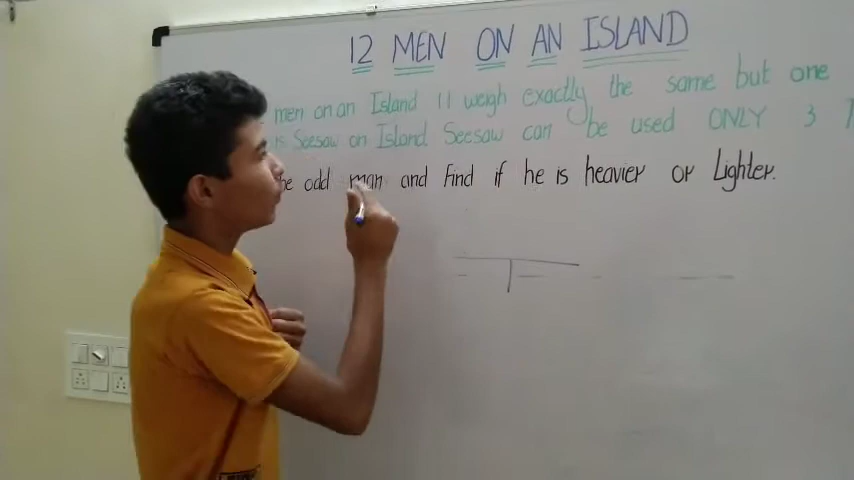 12 MEN ON AN ISLAND
men on an Island 11 weigh exactly the same but one
is Seesaw on Island Seesaw can be used ONLY 3
odd man and find if he is heavier or Lighter.